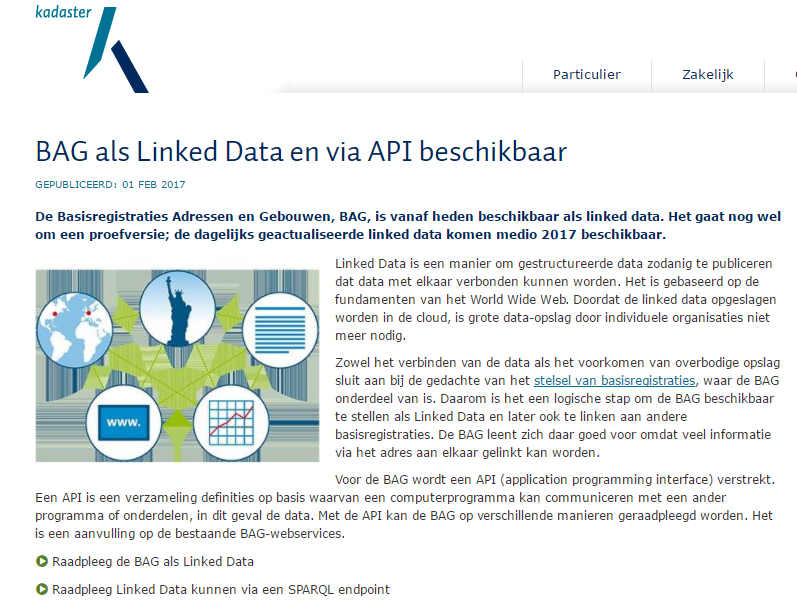 kadaster
Particulier
Zakelijk
BAG als Linked Data en via API beschikbaar
GEPUBLICEERD: 01 FEB 2017
De Basisregistraties Adressen en Gebouwen, BAG, is vanaf heden beschikbaar als linked data. Het gaat nog wel
om een proefversie; de dagelijks geactualiseerde linked data komen medio 2017 beschikbaar.
Linked Data is een manier om gestructureerde data zodanig te publiceren
dat data met elkaar verbonden kunnen worden. Het is gebaseerd op de
fundamenten van het World Wide Web. Doordat de linked data opgeslagen
worden in de cloud, is grote data-opslag door individuele organisaties niet
meer nodig.
www.
Zowel het verbinden van de data als het voorkomen van overbodige opslag
sluit aan bij de gedachte van het stelsel van basisregistraties, waar de BAG
onderdeel van is. Daarom is het een logische stap om de BAG beschikbaar
te stellen als Linked Data en later ook te linken aan andere
basisregistraties. De BAG leent zich daar goed voor omdat veel informatie
via het adres aan elkaar gelinkt kan worden.
Voor de BAG wordt een API (application programming interface) verstrekt.
Een API is een verzameling definities op basis waarvan een computerprogramma kan communiceren met een ander
programma of onderdelen, in dit geval de data. Met de API kan de BAG op verschillende manieren geraadpleegd worden. Het
is een aanvulling op de bestaande BAG-webservices.
Raadpleeg de BAG als Linked Data
Raadpleeg Linked Data kunnen via een SPARQL endpoint